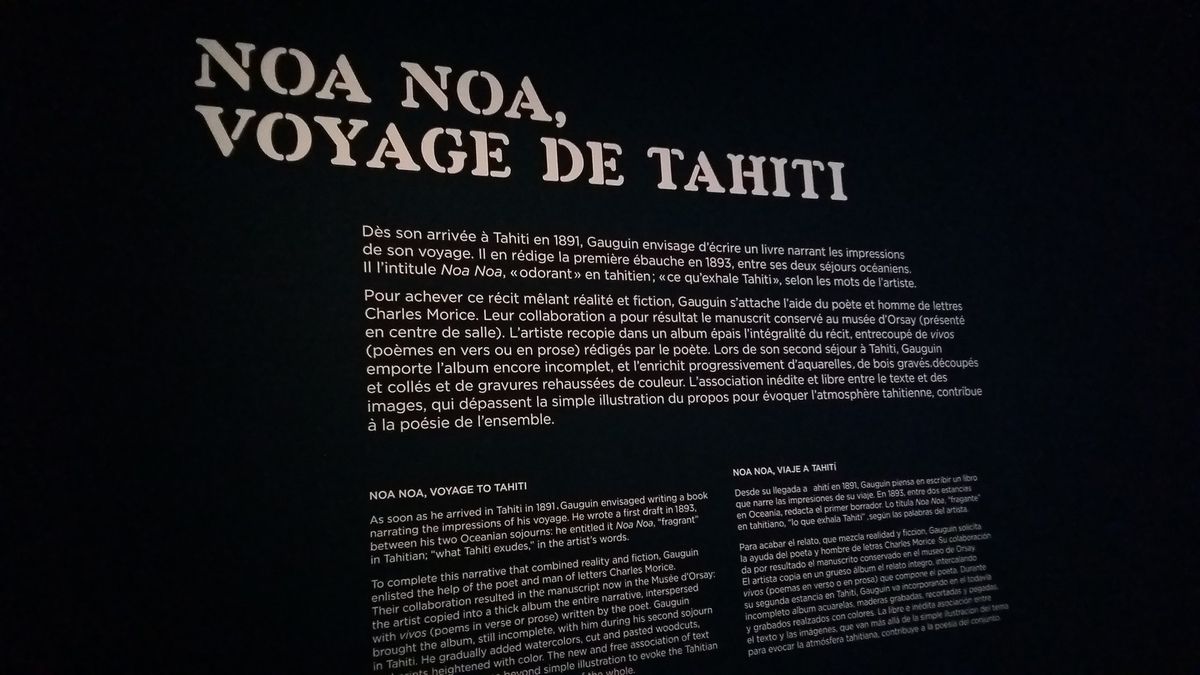 NOA NOA,
VOYAGE DE TAHITI
Dès son arrivée à Tahiti en 1891, Gauguin envisage d'écrire un livre narrant les impressions
de son voyage. Il en rédige la première ébauche en 1893, entre ses deux séjours océaniens.
Il l'intitule Noa Noa, «odorant» en tahitien; «ce qu'exhale Tahiti», selon les mots de l'artiste.
Pour achever ce récit mêlant réalité et fiction, Gauguin s'attache l'aide du poète et homme de lettres
Charles Morice. Leur collaboration a pour résultat le manuscrit conservé au musée d'Orsay (présenté
en centre de salle). L'artiste recopie dans un album épais l'intégralité du récit, entrecoupé de vivos
(poèmes en vers ou en prose) rédigés par le poète. Lors de son second séjour à Tahiti, Gauguin
emporte l'album encore incomplet, et l'enrichit progressivement d'aquarelles, de bois gravés.découpés
et collés et de gravures rehaussées de couleur. L'association inédite et libre entre le texte et des
images, qui dépassent la simple illustration du propos pour évoquer l'atmosphère tahitienne, contribue
à la poésie de l'ensemble.
NOA NOA, VOYAGE TO TAHITI
As soon as he arrived in Tahiti in 1891, Gauguin envisaged writing a book
narrating the impressions of his voyage. He wrote a first draft in 1893,
between his two Oceanian sojourns: he entitled it Noa Noa, "fragrant"
in Tahitian; "what Tahiti exudes," in the artist's words.
To complete this narrative that combined reality and fiction, Gauguin
enlisted the help of the poet and man of letters Charles Morice.
Their collaboration resulted in the manuscript now in the Musée d'Orsay:
the artist copied into a thick album the entire narrative, interspersed
with vivos (poems in verse or prose) written by the poet. Gauguin
brought the album, still incomplete, with him during his second sojourn
in Tahiti. He gradually added watercolors, cut and pasted woodcuts,
heightened with color. The new and free association of text
beyond simple illustration to evoke the Tahitian
of the whole.
NOA NOA, VIAJE A TAHITÍ
Desde su llegada a ahiti en 1891, Gauguin piensa en escribir un libro
que narre las impresiones de su viaje. En 1893, entre dos estancias
en Oceanía, redacta el primer borrador. Lo titula Noa Noa, "fragante"
en tahitiano, "lo que exhala Tahití" ,según las palabras del artista.
Para acabar el relato, que mezcla realidad y ficcion, Gauguin solicita
la ayuda del poeta y hombre de letras Charles Morice. Su colaboración
da por resultado el manuscrito conservado en el museo de Orsay.
El artista copia en un grueso álbum el relato íntegro, intercalando
vivos (poemas en verso o en prosa) que compone el poeta. Durante
su segunda estancia en Tahití, Gauguin va incorporando en el todavía
incompleto album acuarelas, maderas grabadas, recortadas y pegadas,
y grabados realzados con colores. La libre e inédita asociación entre
el texto y las imágenes, que van más allá de la simple ilustración del tema
para evocar la atmósfera tahitiana, contribuye a la poesía del conjunto.